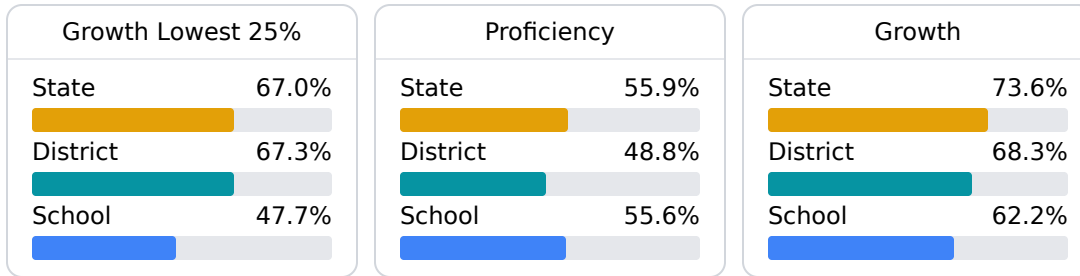 Growth Lowest 25%
State 67.0%
District 67.3%
School 47.7%
Proficiency
State 55.9%
District 48.8%
School 55.6%
Growth
State 73.6%
District 68.3%
School 62.2%